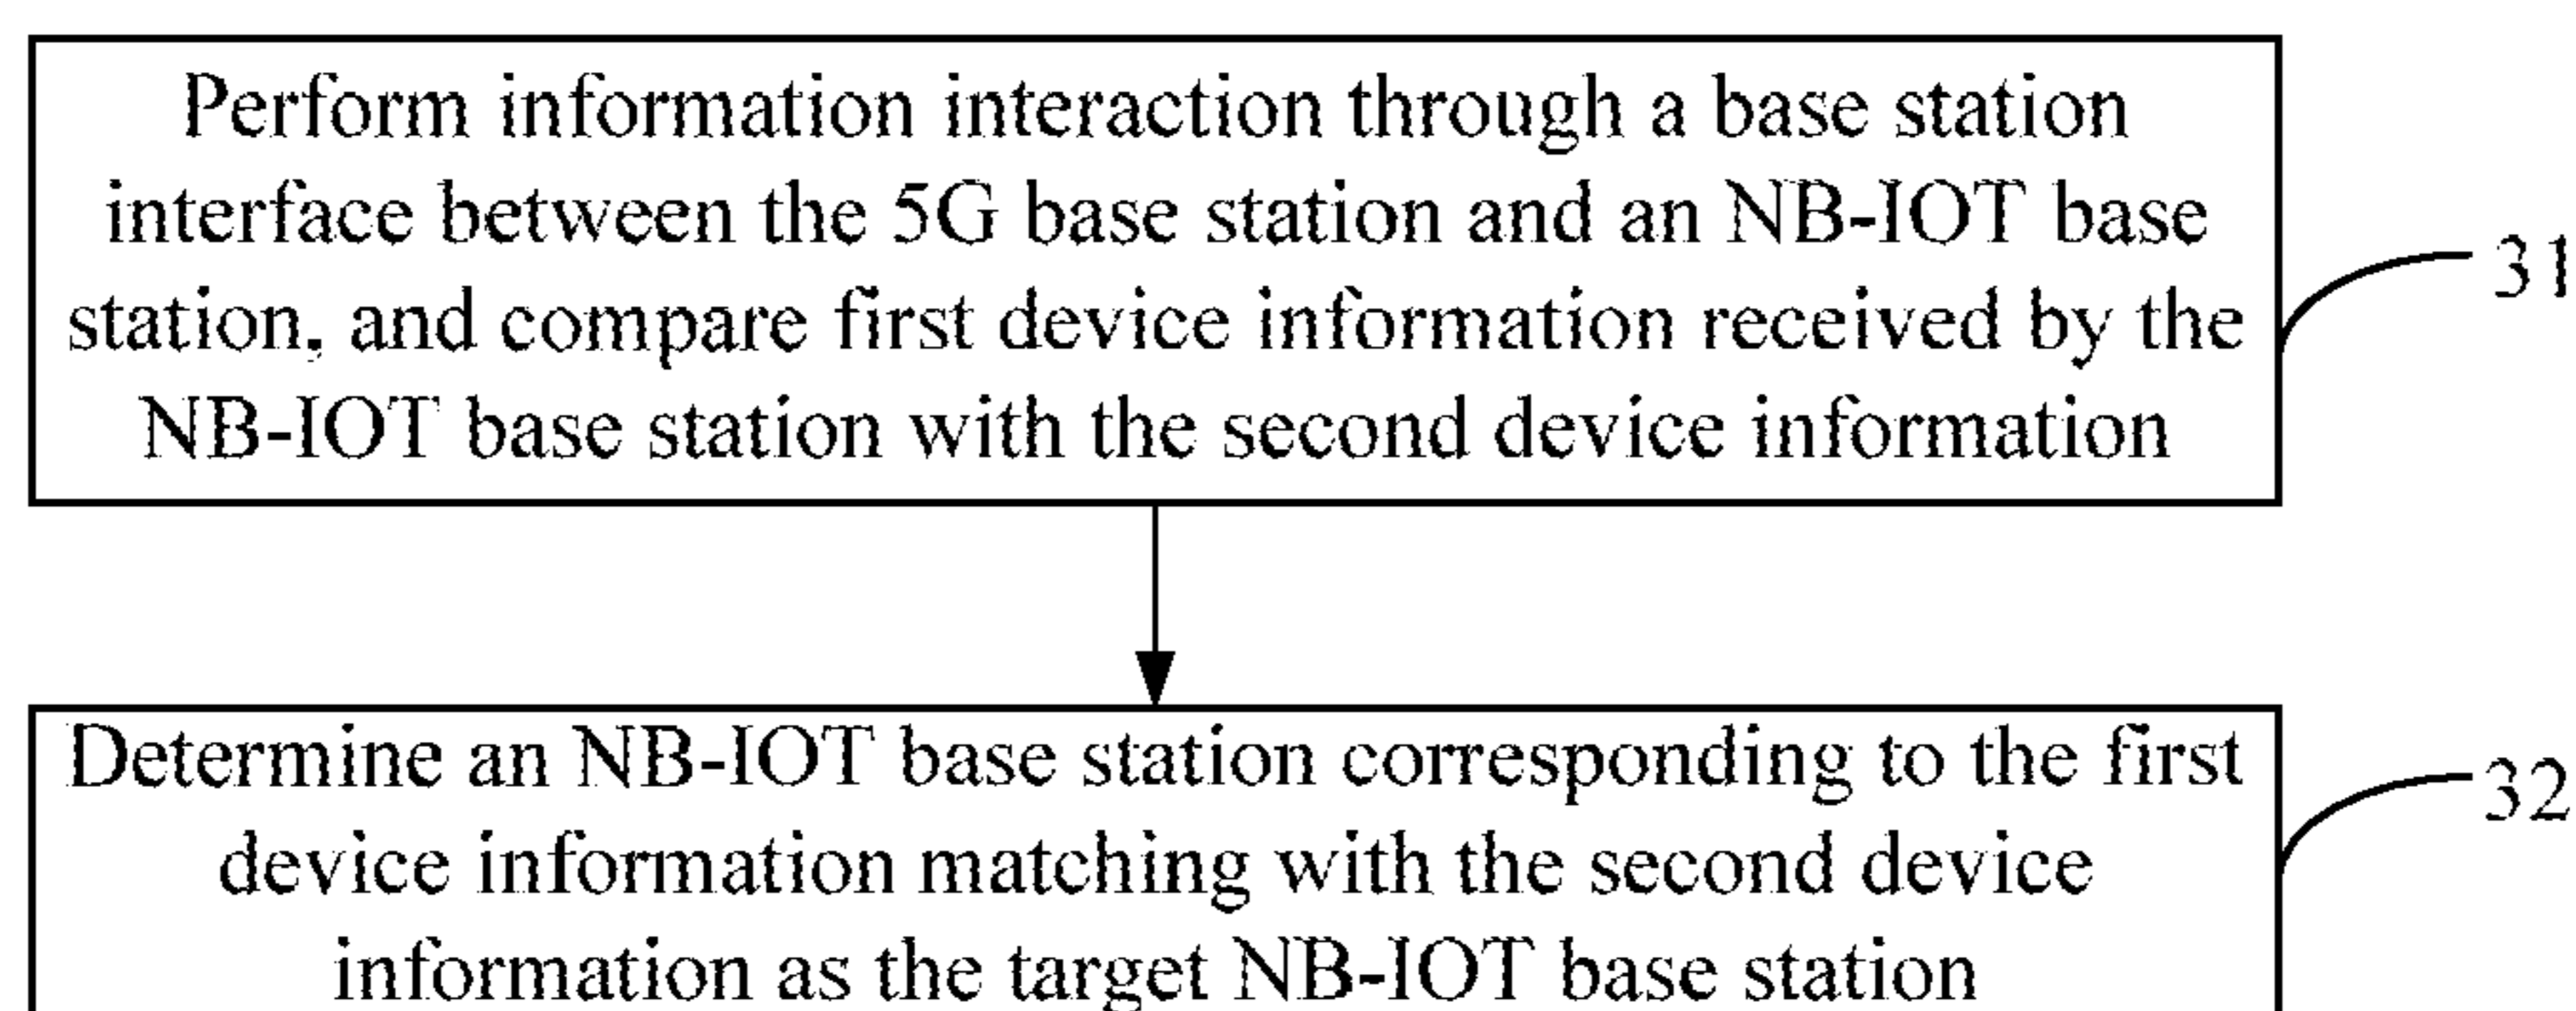 Perform information interaction through a base station
interface between the 5G base station and an NB-IOT base
station, and compare first device information received by the
NB-IOT base station with the second device information
31
Determine an NB-IOT base station corresponding to the first
device information matching with the second device
information as the target NB-IOT base station
32